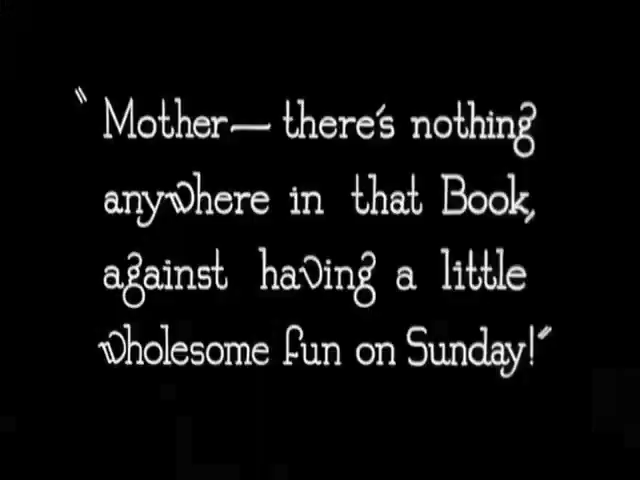 "Mother— there's nothing
anywhere in that Book,
against having a little
wholesome fun on Sunday!"